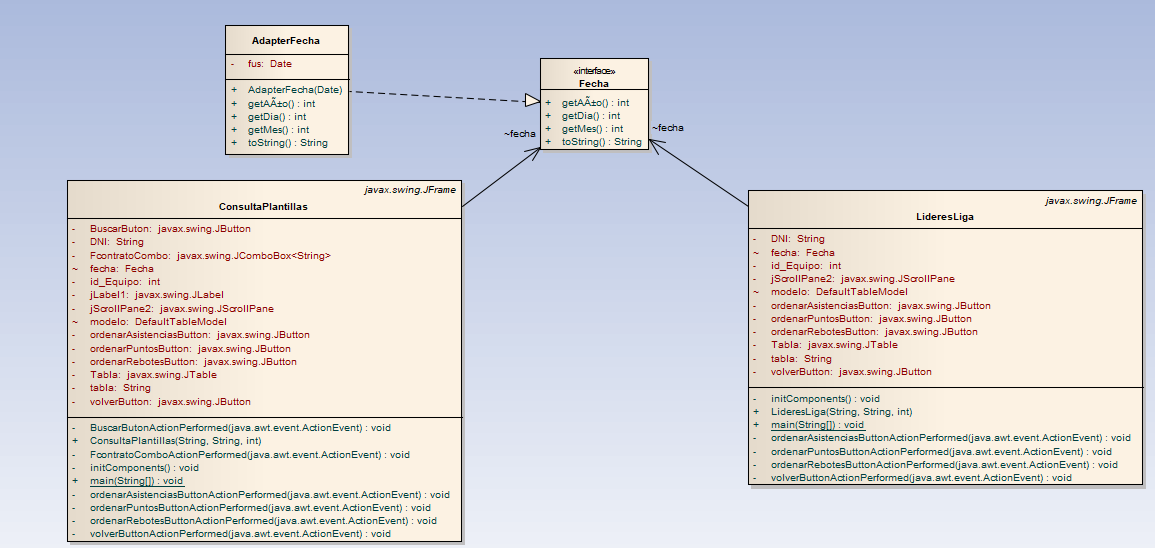 AdapterFecha
- fus: Date
+ AdapterFecha(Date)
+ getAÃ±o() : int
+ getDia() : int
+ getMes() : int
+ toString() : String
«interface»
Fecha
+ getAÃ±o() : int
+ getDia() : int
+ getMes() : int
+ toString() : String
~fecha
~fecha
javax.swing.JFrame
ConsultaPlantillas
- BuscarButon: javax.swing.JButton
- DNI: String
- FcontratoCombo: javax.swing.JComboBox<String>
~ fecha: Fecha
- id_Equipo: int
- jLabel1: javax.swing.JLabel
- jScrollPane2: javax.swing.JScrollPane
~ modelo: DefaultTableModel
- ordenarAsistenciasButton: javax.swing.JButton
- ordenarPuntosButton: javax.swing.JButton
- ordenarRebotesButton: javax.swing.JButton
- Tabla: javax.swing.JTable
- tabla: String
- volverButton: javax.swing.JButton
- BuscarButonActionPerformed(java.awt.event.ActionEvent) : void
+ ConsultaPlantillas(String, String, int)
- FcontratoComboActionPerformed(java.awt.event.ActionEvent) : void
- initComponents() : void
+ main(String[]) : void
- ordenarAsistenciasButtonActionPerformed(java.awt.event.ActionEvent) : void
- ordenarPuntosButtonActionPerformed(java.awt.event.ActionEvent) : void
- ordenarRebotesButtonActionPerformed(java.awt.event.ActionEvent) : void
- volverButtonActionPerformed(java.awt.event.ActionEvent) : void
javax.swing.JFrame
LideresLiga
- DNI: String
~ fecha: Fecha
- id_Equipo: int
- jScrollPane2: javax.swing.JScrollPane
~ modelo: DefaultTableModel
- ordenarAsistenciasButton: javax.swing.JButton
- ordenarPuntosButton: javax.swing.JButton
- ordenarRebotesButton: javax.swing.JButton
- Tabla: javax.swing.JTable
- tabla: String
- volverButton: javax.swing.JButton
- initComponents() : void
+ LideresLiga(String, String, int)
+ main(String[]) : void
- ordenarAsistenciasButtonActionPerformed(java.awt.event.ActionEvent) : void
- ordenarPuntosButtonActionPerformed(java.awt.event.ActionEvent) : void
- ordenarRebotesButtonActionPerformed(java.awt.event.ActionEvent) : void
- volverButtonActionPerformed(java.awt.event.ActionEvent) : void